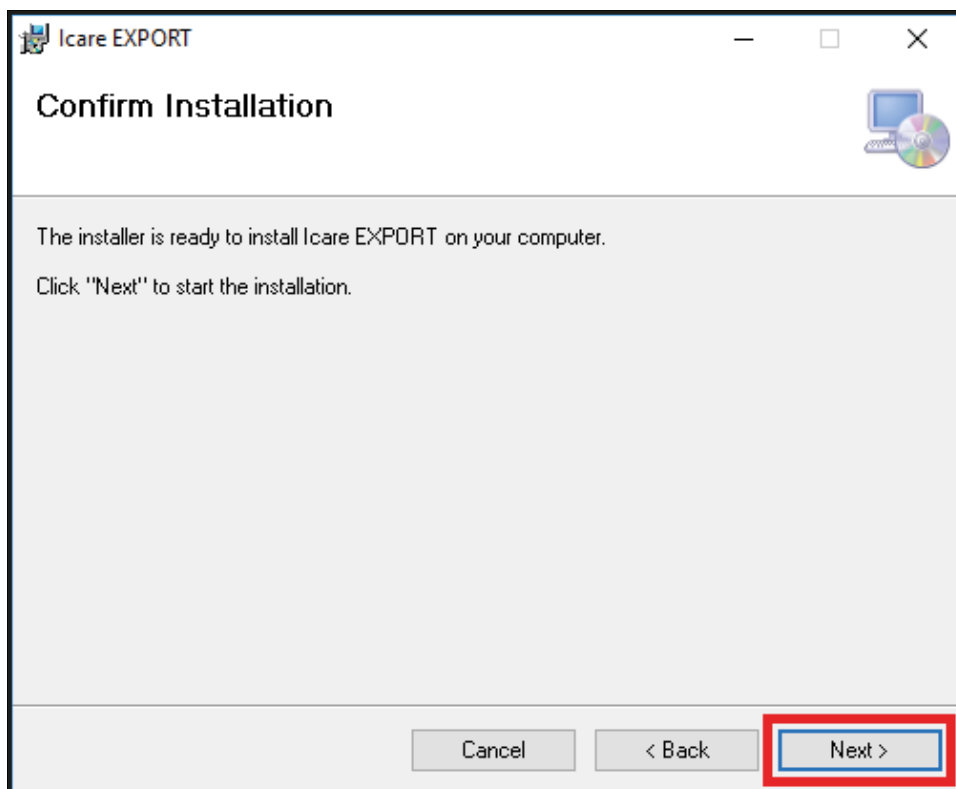 Icare EXPORT
Confirm Installation
The installer is ready to install Icare EXPORT on your computer.
Click "Next" to start the installation.
Cancel
< Back
Next >